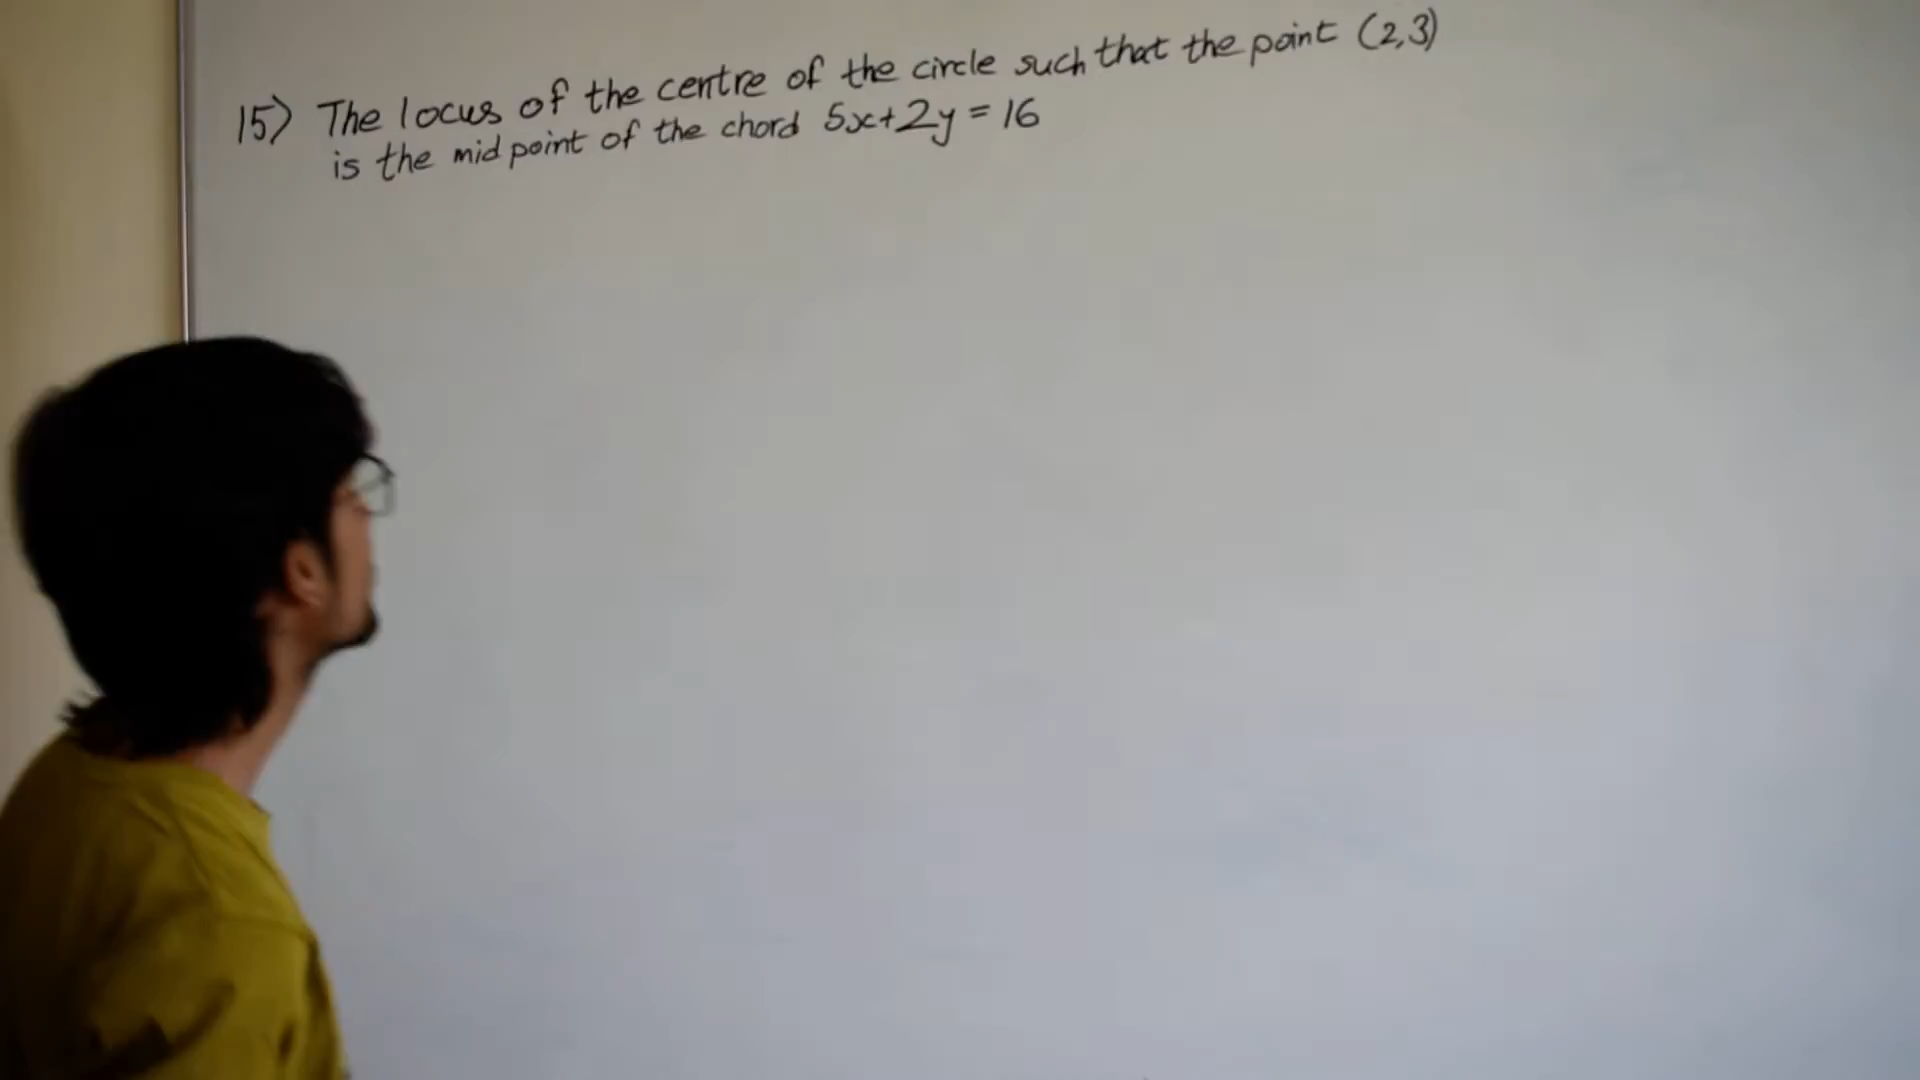 15) The locus of the centre of the circle such that the point (2,3)
is the mid point of the chord 5x+2y = 16